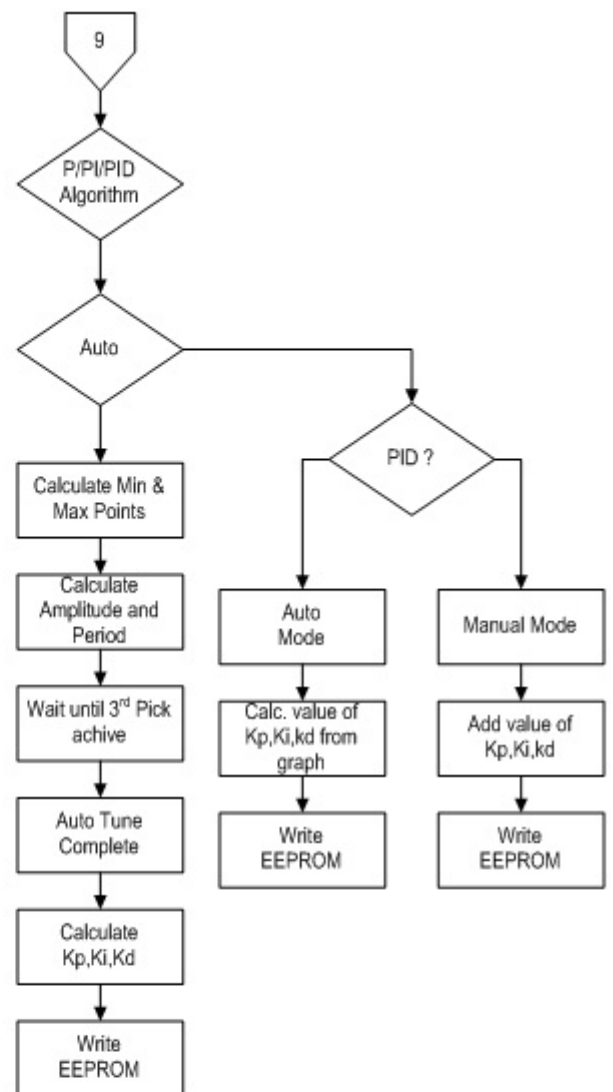 9
P/PI/PID
Algorithm
Auto
PID ?
Calculate Min &
Max Points
Calculate
Amplitude and
Period
Wait until 3rd Pick
achive
Auto Tune
Complete
Calculate
Kp,Ki,Kd
Write
EEPROM
Auto
Mode
Calc. value of
Kp,Ki,kd from
graph
Write
EEPROM
Manual Mode
Add value of
Kp,Ki,kd
Write
EEPROM